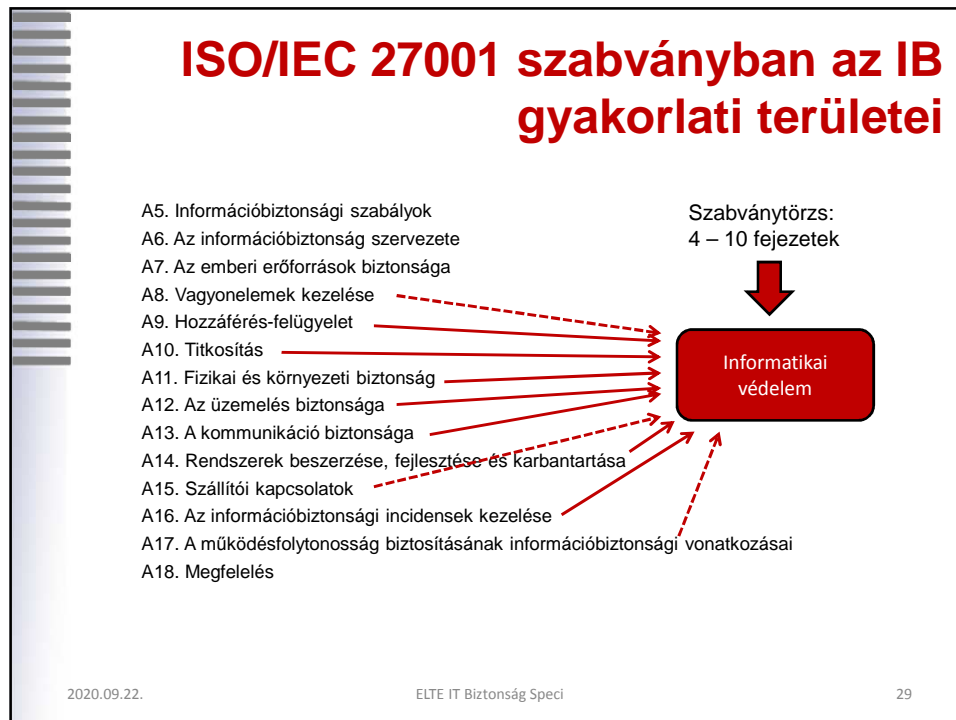 ISO/IEC 27001 szabványban az IB
gyakorlati területei
A5. Információbiztonsági szabályok
A6. Az információbiztonság szervezete
A7. Az emberi erőforrások biztonsága
A8. Vagyonelemek kezelése
A9. Hozzáférés-felügyelet
A10. Titkosítás
A11. Fizikai és környezeti biztonság
A12. Az üzemelés biztonsága
A13. A kommunikáció biztonsága
A14. Rendszerek beszerzése, fejlesztése és karbantartása
A15. Szállítói kapcsolatok
A16. Az információbiztonsági incidensek kezelése
A17. A működésfolytonosság biztosításának információbiztonsági vonatkozásai
A18. Megfelelés
Szabványtörzs:
4 – 10 fejezetek
Informatikai
védelem
2020.09.22.
ELTE IT Biztonság Speci
29